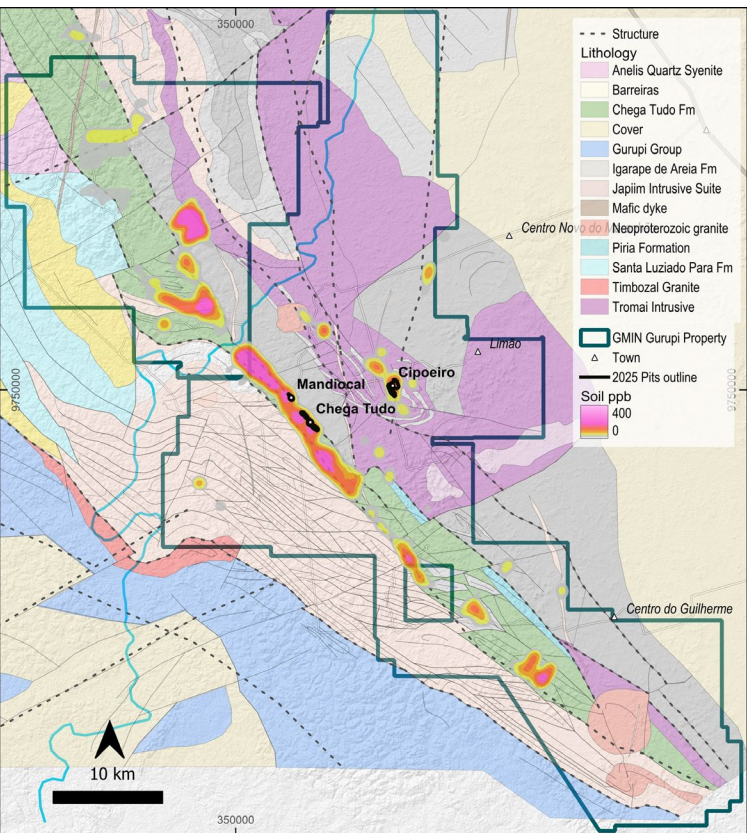 350000
Structure
Lithology
Anelis Quartz Syenite
Barreiras
Chega Tudo Fm
Cover
Gurupi Group
Igarape de Areia Fm
Japiim Intrusive Suite
Mafic dyke
Neoproterozoic granite
Piria Formation
Santa Luziado Para Fm
Timbozal Granite
Tromai Intrusive
GMIN Gurupi Property
Town
2025 Pits outline
Soil ppb
400
0
Centro Novo do
Limão
Cipoeiro
Mandiocal
Chega Tudo
9750000
9750000
Centro do Guilherme
10 km
350000